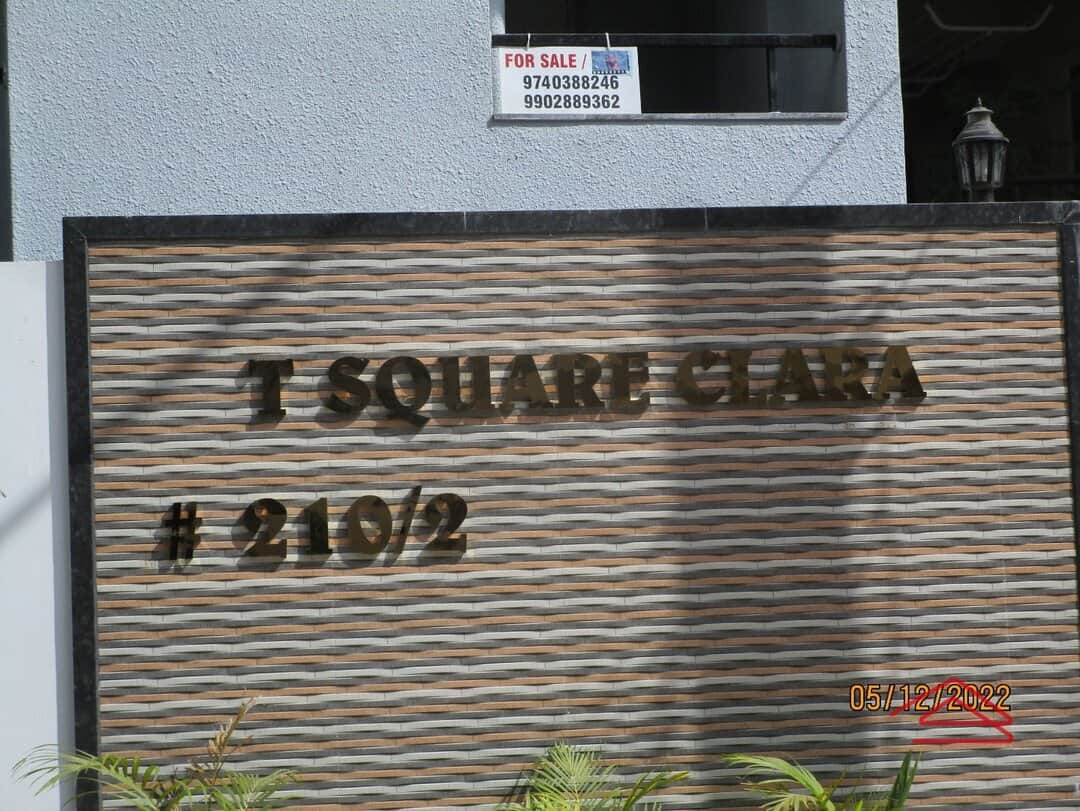 FOR SALE /
9740388246
9902889362
T SQUARE CLARA
# 210/2
05/12/2022